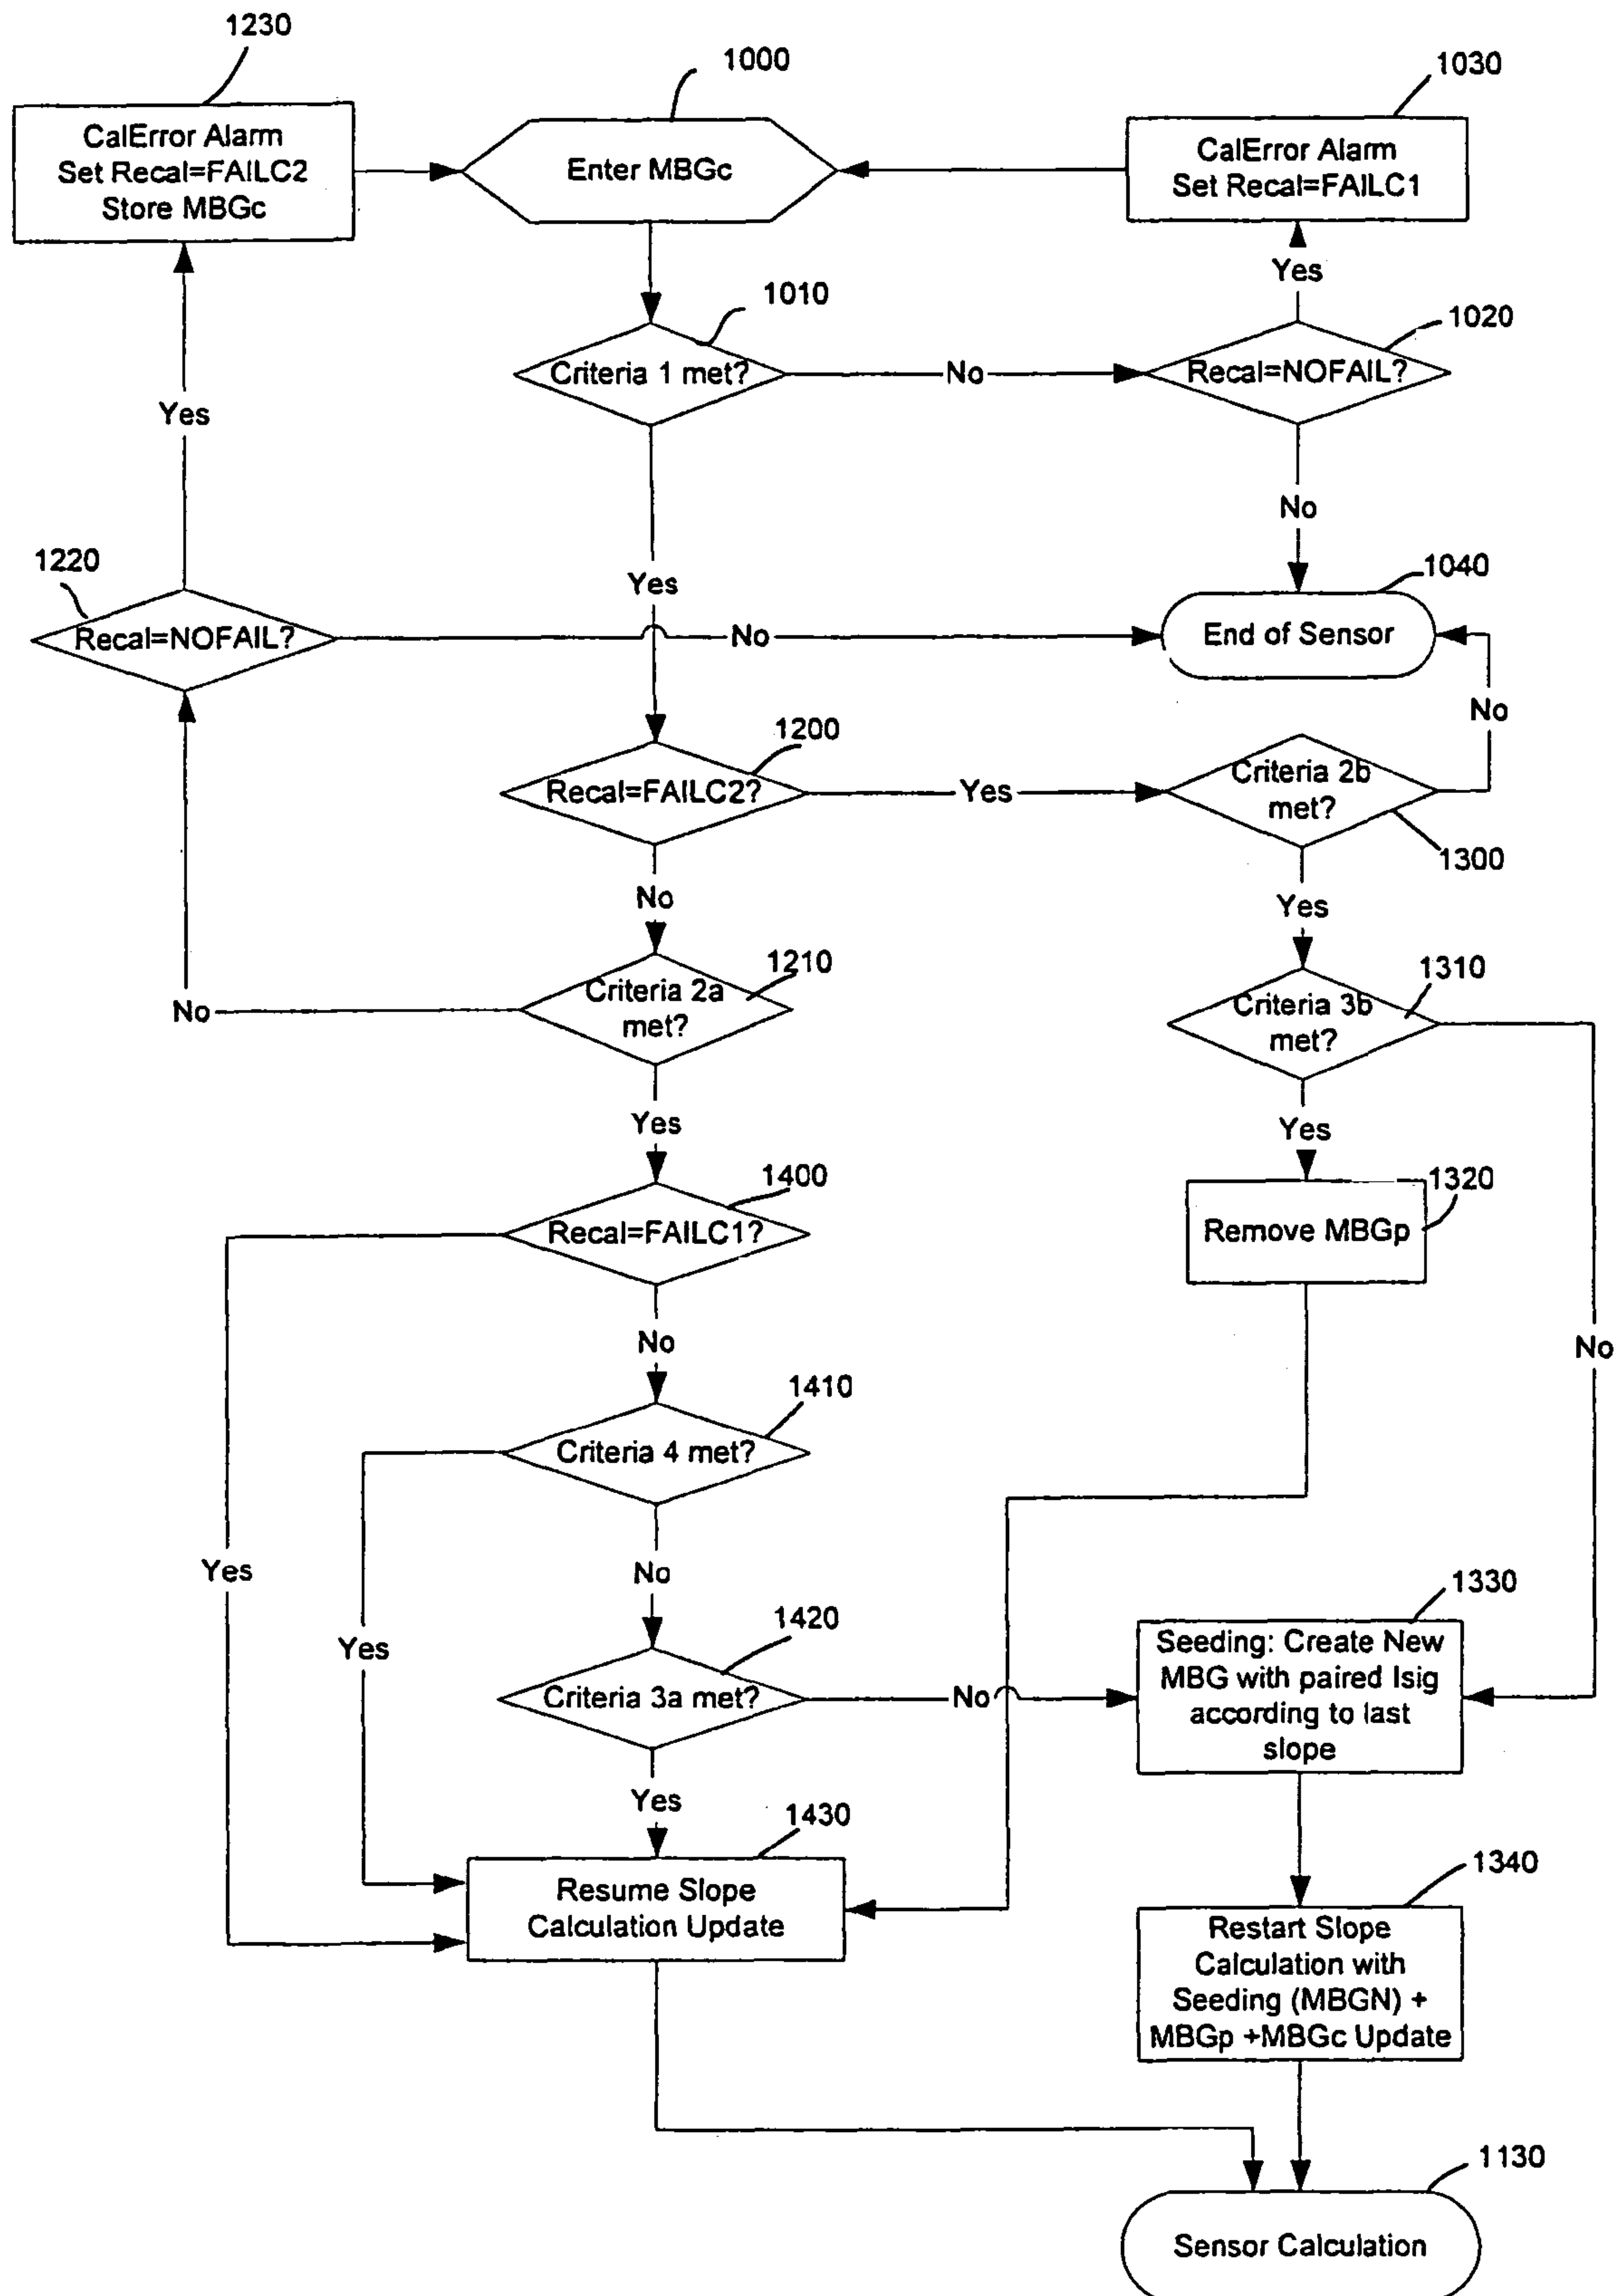 1230
1000
1030
CalError Alarm
Set Recal=FAILC2
Store MBGc
Enter MBGc
CalError Alarm
Set Recal=FAILC1
Yes
1010
1020
Criteria 1 met?
No
Recal=NOFAIL?
Yes
No
1220
Yes
1040
Recal=NOFAIL?
No
End of Sensor
No
1200
Recal=FAILC2?
Yes
Criteria 2b
met?
1300
No
Yes
1210
1310
Criteria 2a
met?
No
Criteria 3b
met?
Yes
Yes
1400
1320
Recal=FAILC1?
Remove MBGp
No
No
1410
Criteria 4 met?
Yes
No
1330
1420
Yes
Seeding: Create New
MBG with paired Isig
according to last
slope
Criteria 3a met?
No
Yes
1430
1340
Resume Slope
Calculation Update
Restart Slope
Calculation with
Seeding (MBGN) +
MBGp +MBGc Update
1130
Sensor Calculation